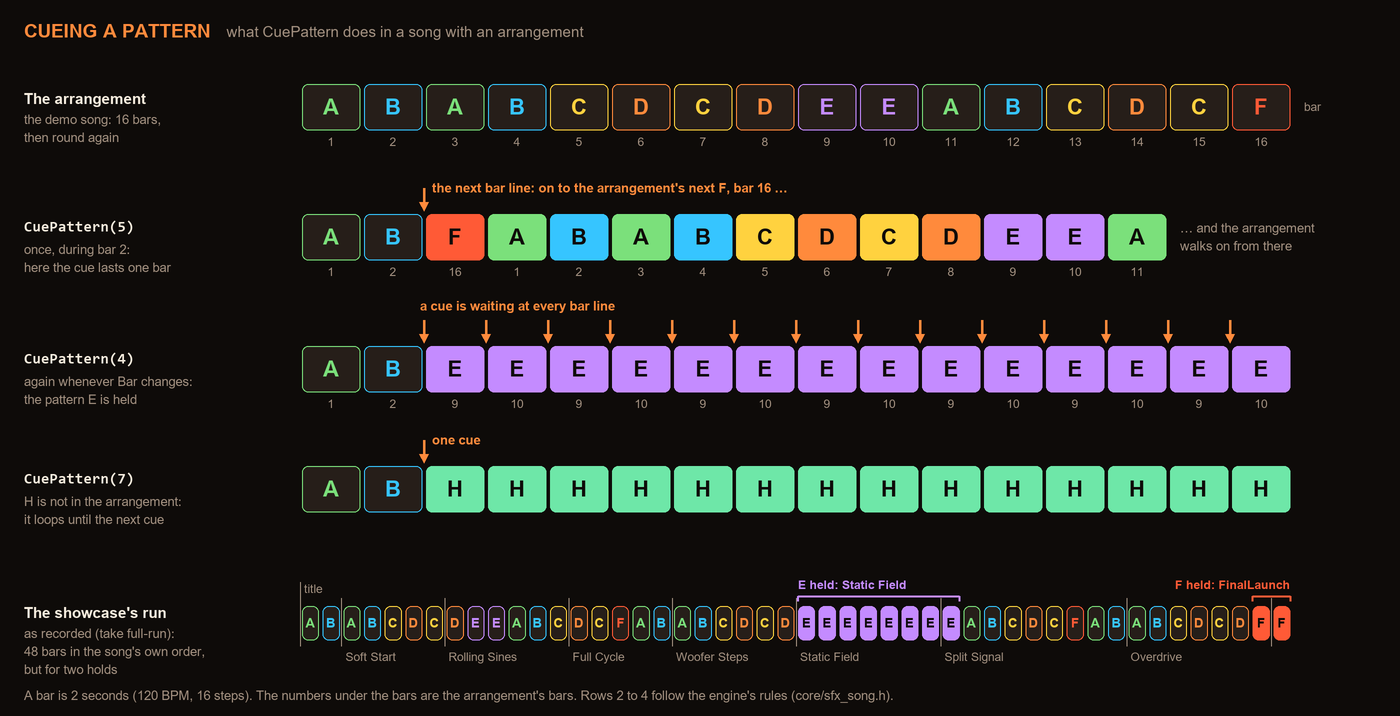 CUEING A PATTERN what CuePattern does in a song with an arrangement
The arrangement
the demo song: 16 bars,
then round again
A B A B C D C D E E A B C D C F bar
1 2 3 4 5 6 7 8 9 10 11 12 13 14 15 16
the next bar line: on to the arrangement's next F, bar 16 …
CuePattern(5)
once, during bar 2:
here the cue lasts one bar
A B F A B A B C D C D E E A
… and the arrangement
walks on from there
1 2 16 1 2 3 4 5 6 7 8 9 10 11
a cue is waiting at every bar line
CuePattern(4)
again whenever Bar changes:
the pattern E is held
A B E E E E E E E E E E E E E E
1 2 9 10 9 10 9 10 9 10 9 10 9 10 9 10
one cue
CuePattern(7)
H is not in the arrangement:
it loops until the next cue
A B H H H H H H H H H H H H H H
title
E held: Static Field
F held: FinalLaunch
The showcase's run
as recorded (take full-run):
48 bars in the song's own order,
but for two holds
A B A B C D C D E E A B C D C F A B A B C D C D E E E E E E E E A B C D C F A B A B C D C D F F
Soft Start Rolling Sines Full Cycle Woofer Steps Static Field Split Signal Overdrive
A bar is 2 seconds (120 BPM, 16 steps). The numbers under the bars are the arrangement's bars. Rows 2 to 4 follow the engine's rules (core/sfx_song.h).